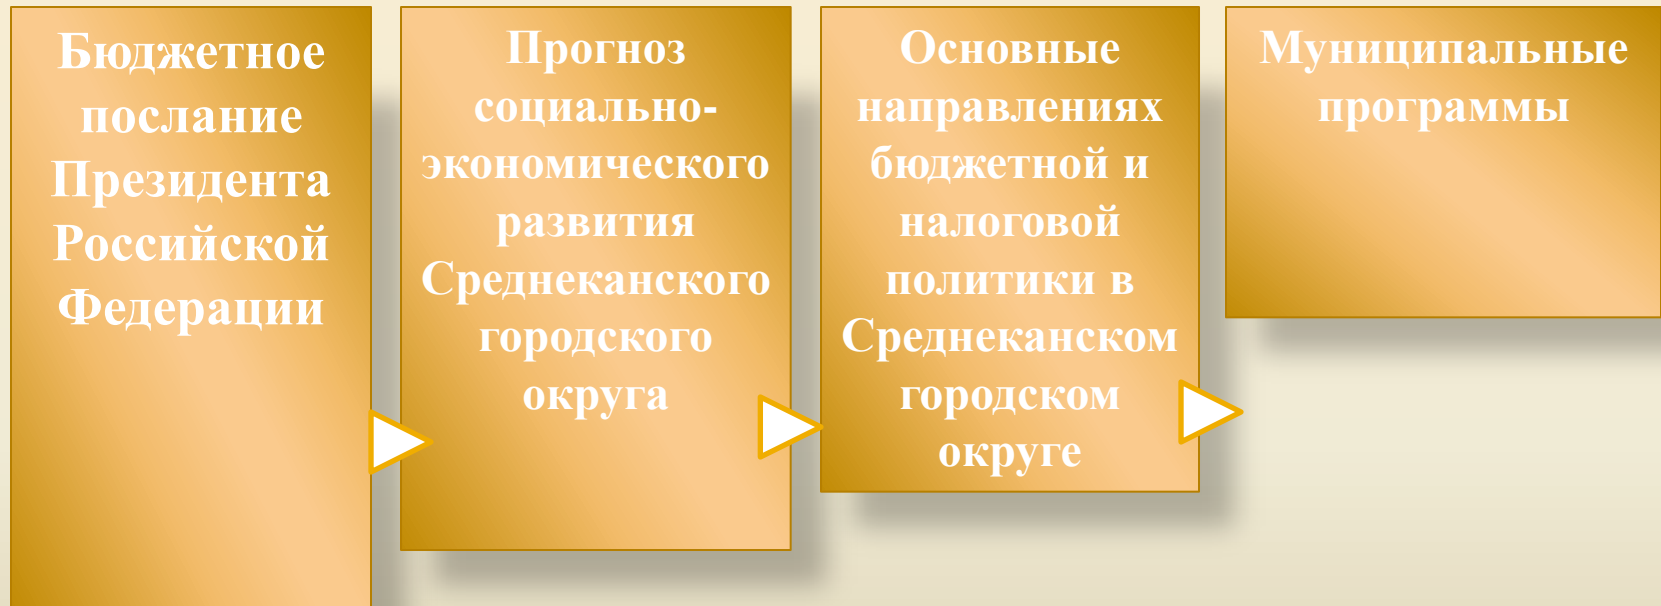 Бюджетное
послание
Президента
Российской
Федерации
Прогноз
социально-
экономического
развития
Среднеканского
городского
округа
Основные
направлениях
бюджетной и
налоговой
политики в
Среднеканском
городском
округе
Муниципальные
программы